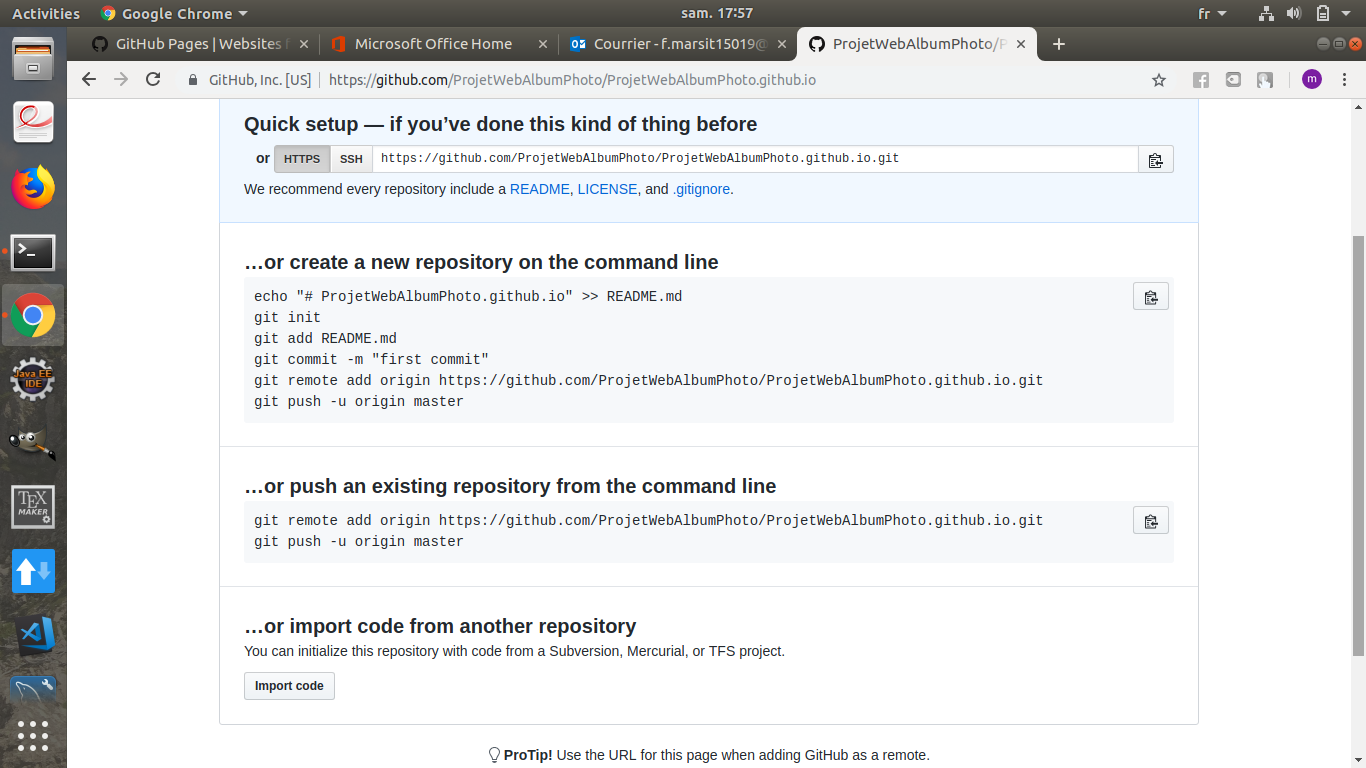 Activities
Google Chrome
sam. 17:57
fr
GitHub Pages | Websites f
Microsoft Office Home
Courrier - f.marsit15019@
ProjetWebAlbumPhoto/P
GitHub, Inc. [US]
https://github.com/ProjetWebAlbumPhoto/ProjetWebAlbumPhoto.github.io
m
Quick setup — if you’ve done this kind of thing before
or HTTPS SSH https://github.com/ProjetWebAlbumPhoto/ProjetWebAlbumPhoto.github.io.git
We recommend every repository include a README, LICENSE, and .gitignore.
…or create a new repository on the command line
echo "# ProjetWebAlbumPhoto.github.io" >> README.md
git init
git add README.md
git commit -m "first commit"
git remote add origin https://github.com/ProjetWebAlbumPhoto/ProjetWebAlbumPhoto.github.io.git
git push -u origin master
…or push an existing repository from the command line
git remote add origin https://github.com/ProjetWebAlbumPhoto/ProjetWebAlbumPhoto.github.io.git
git push -u origin master
…or import code from another repository
You can initialize this repository with code from a Subversion, Mercurial, or TFS project.
Import code
ProTip! Use the URL for this page when adding GitHub as a remote.
Java EE
IDE
TEX
MAKER